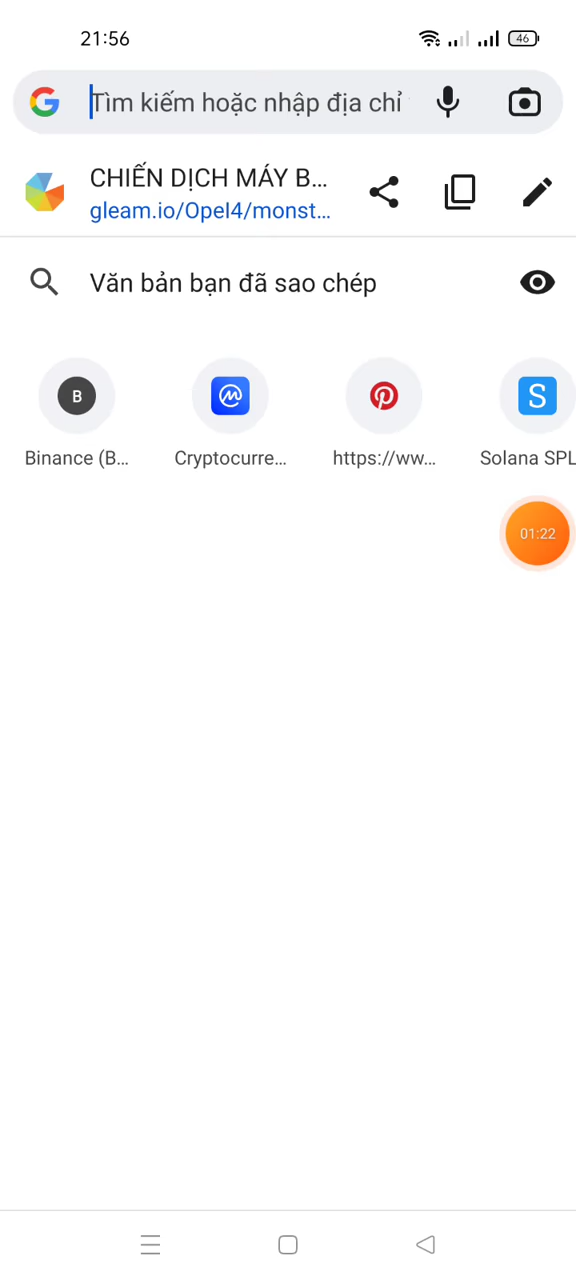 21:56
46
Tìm kiếm hoặc nhập địa chỉ
CHIẾN DỊCH MÁY B...
gleam.io/Opel4/monst...
Văn bản bạn đã sao chép
B
S
Binance (B...
Cryptocurre...
https://ww...
Solana SPL
01:22